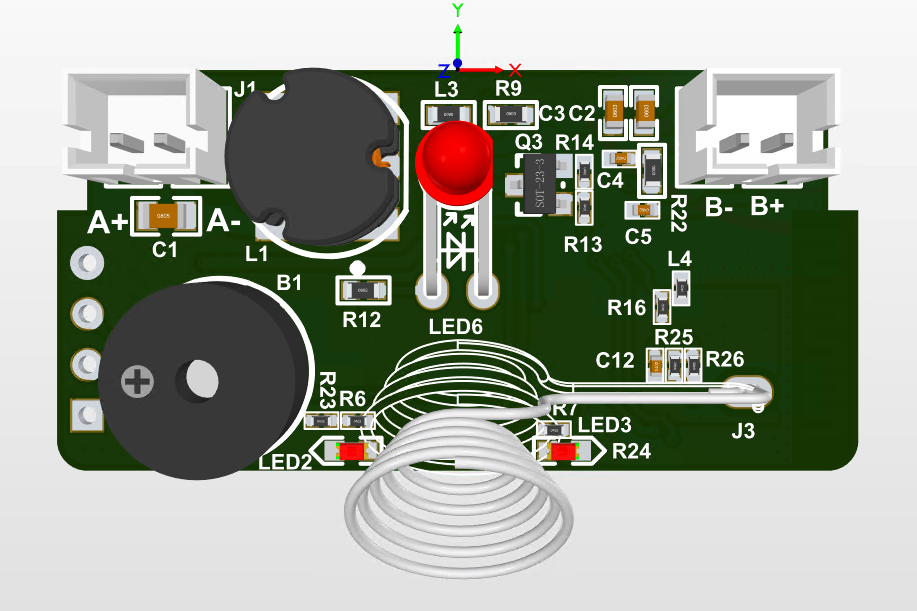 Y
Z X
J1
L3 R9
C3 C2
Q3 R14
SOT-23-3
C4
R22
A+ A-
0805
C1
L1
B- B+
R13
C5
B1
L4
R12
R16
LED6
R25
C12 R26
R23
R6
R7
LED3
J3
LED2
R24